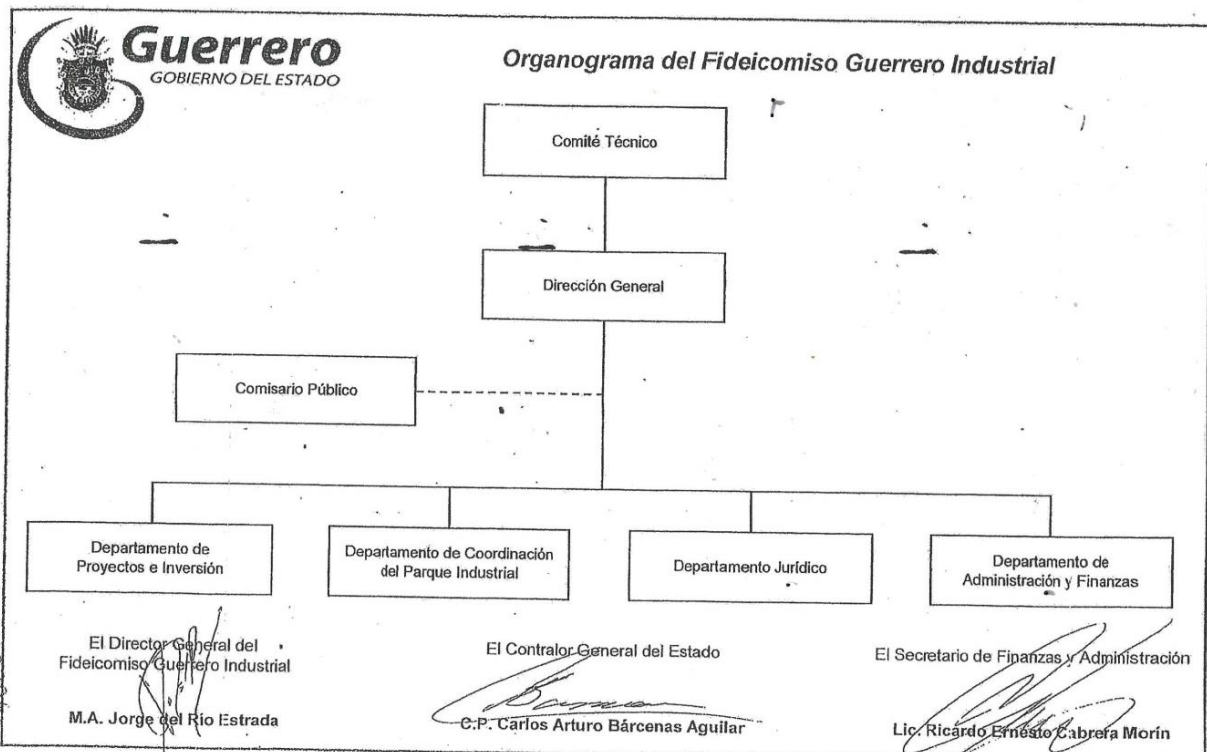 Guerrero
GOBIERNO DEL ESTADO
Organograma del Fideicomiso Guerrero Industrial
Comité Técnico
Dirección General
Comisario Público
Departamento de
Proyectos e Inversión
Departamento de Coordinación
del Parque Industrial
Departamento Jurídico
Departamento de
Administración y Finanzas
El Director General del
Fideicomiso Guerrero Industrial
M.A. Jorge del Río Estrada
El Contralor General del Estado
C.P. Carlos Arturo Bárcenas Aguilar
El Secretario de Finanzas y Administración
Lic. Ricardo Ernesto Cabrera Morín